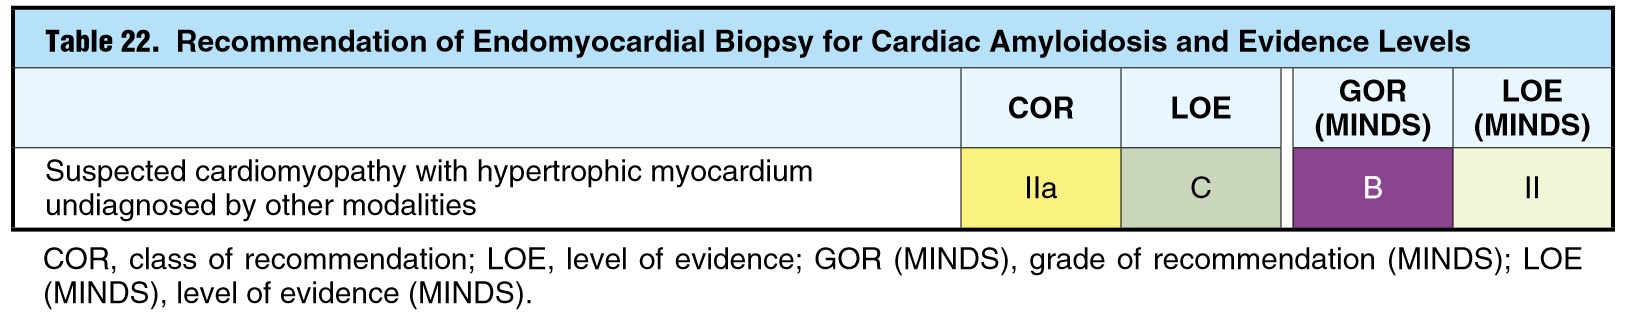 Table 22. Recommendation of Endomyocardial Biopsy for Cardiac Amyloidosis and Evidence Levels
COR LOE GOR (MINDS) LOE (MINDS)
Suspected cardiomyopathy with hypertrophic myocardium
undiagnosed by other modalities
IIa C B II
COR, class of recommendation; LOE, level of evidence; GOR (MINDS), grade of recommendation (MINDS); LOE
(MINDS), level of evidence (MINDS).